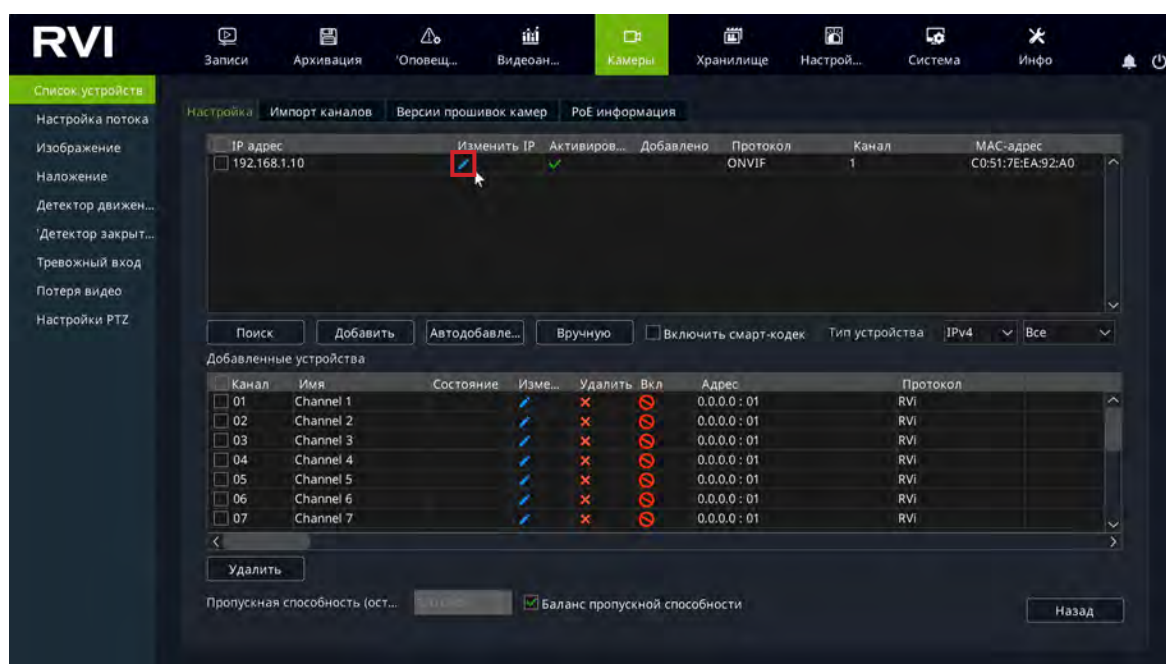 RVI
Записи Архивация 'Оповещ... Видеоан... Камеры Хранилище Настрой... Система Инфо
Список устройств
Настройка потока
Изображение
Наложение
Детектор движен...
'Детектор закрыт...
Тревожный вход
Потеря видео
Настройки PTZ
Настройка Импорт каналов Версии прошивок камер PoE информация
IP адрес Изменить IP Активиров... Добавлено Протокол Канал MAC-адрес
192.168.1.10 ONVIF 1 C0:51:7E:EA:92:A0
Поиск Добавить Автодобавле... Вручную Включить смарт-кодек Тип устройства IPv4 Все
Добавленные устройства
Канал Имя Состояние Изме... Удалить Вкл Адрес Протокол
01 Channel 1 0.0.0.0 : 01 RVi
02 Channel 2 0.0.0.0 : 01 RVi
03 Channel 3 0.0.0.0 : 01 RVi
04 Channel 4 0.0.0.0 : 01 RVi
05 Channel 5 0.0.0.0 : 01 RVi
06 Channel 6 0.0.0.0 : 01 RVi
07 Channel 7 0.0.0.0 : 01 RVi
Удалить
Пропускная способность (ост... Баланс пропускной способности
Назад